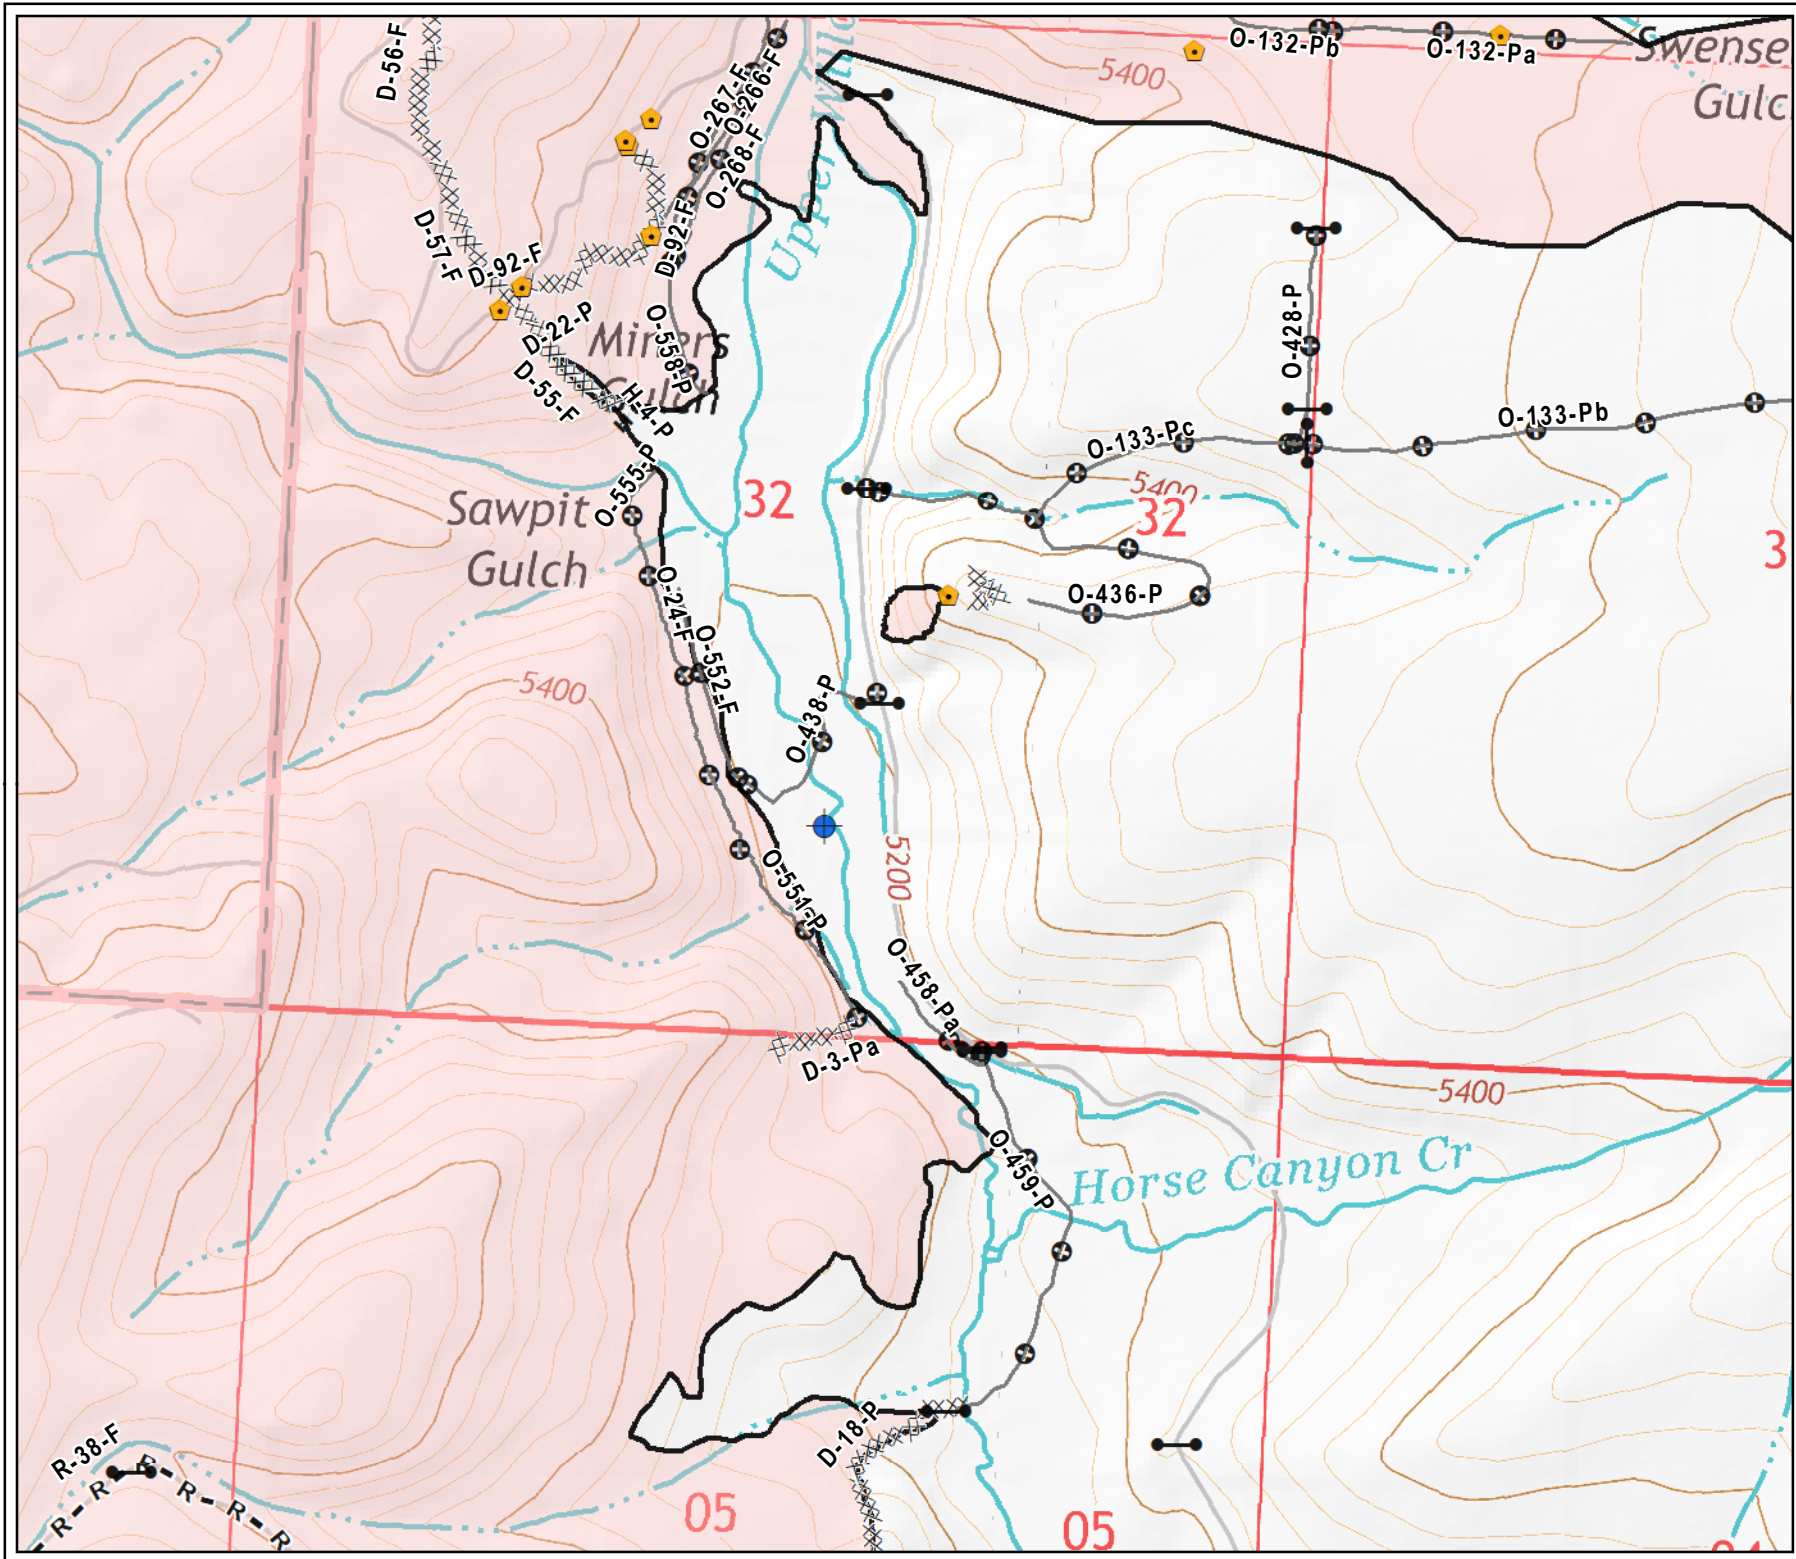 D-56-F
O-267-F
O-266-F
O-268-F
Upper
O-132-Pb
O-132-Pa
Swense
Gulc
5400
D-57-F
D-92-F
D-92-F
D-22-P
D-55-F
Miners
Gulch
O-558-P
H-4-P
O-428-P
O-133-Pc
O-133-Pb
Sawpit
Gulch
O-555-P
32
5400
32
3
O-436-P
O-24-F
O-552-F
5400
O-438-P
5200
O-551-P
O-458-Pa
D-3-Pa
5400
O-459-P
Horse Canyon Cr
D-18-P
R-38-F
R
R
R
R
R
05
05